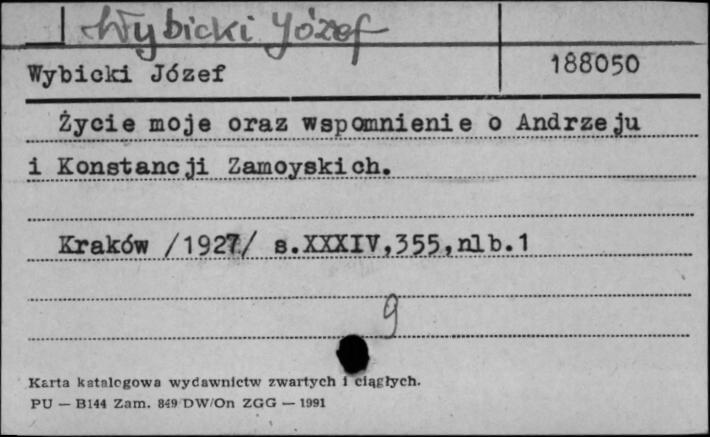 Wybicki Józef
Wybicki Józef 188050
Życie moje oraz wspomnienie o Andrzeju
i Konstancji Zamoyskich.
Kraków /1927/ s.XXXIV,355,nlb.1
9
Karta katalogowa wydawnictw zwartych i ciągłych.
PU — B144 Zam. 849 DW/On ZGG — 1991